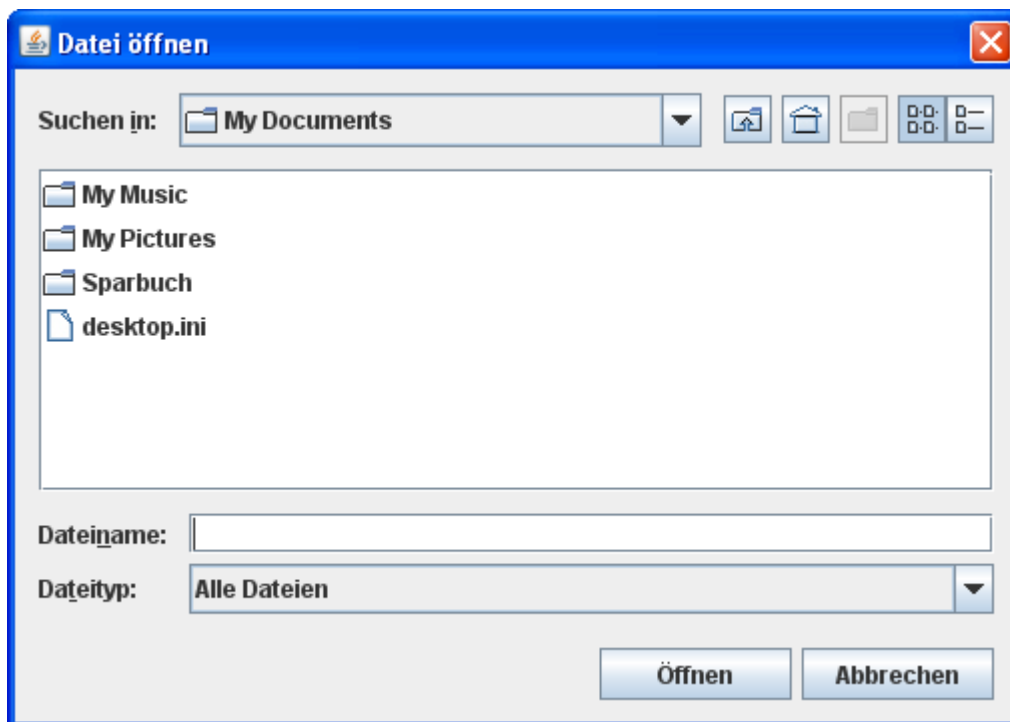 Datei öffnen
Suchen in: My Documents
My Music
My Pictures
Sparbuch
desktop.ini
Dateiname:
Dateityp: Alle Dateien
Öffnen Abbrechen